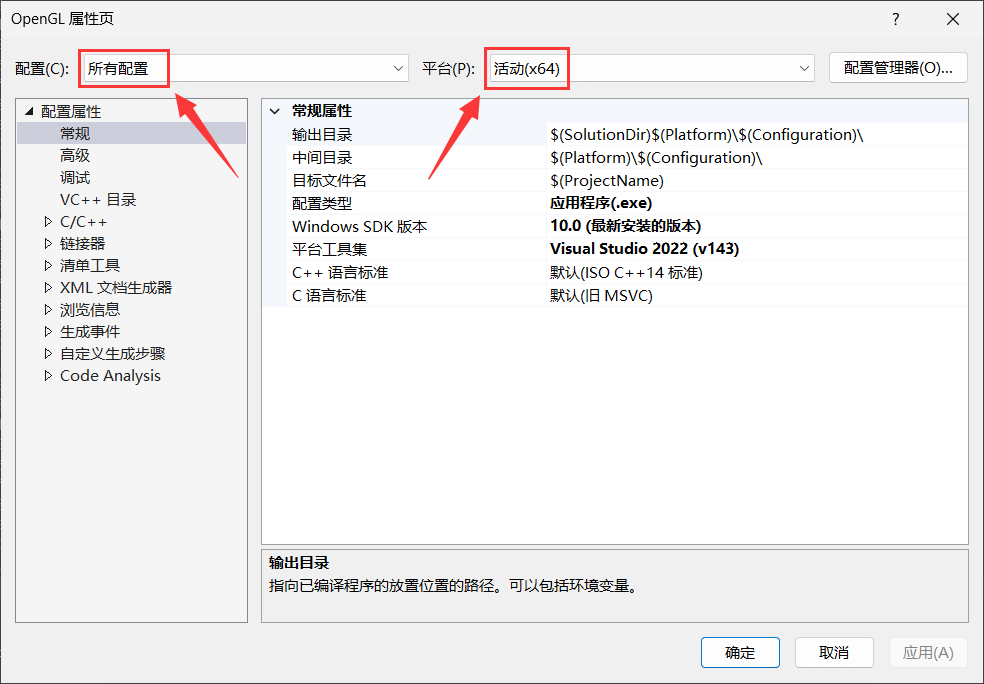 OpenGL 属性页
?
配置(C): 所有配置 平台(P): 活动(x64) 配置管理器(O)...
配置属性
常规
高级
调试
VC++ 目录
C/C++
链接器
清单工具
XML 文档生成器
浏览信息
生成事件
自定义生成步骤
Code Analysis
常规属性
输出目录 $(SolutionDir)$(Platform)\$(Configuration)\
中间目录 $(Platform)\$(Configuration)\
目标文件名 $(ProjectName)
配置类型 应用程序(.exe)
Windows SDK 版本 10.0 (最新安装的版本)
平台工具集 Visual Studio 2022 (v143)
C++ 语言标准 默认(ISO C++14 标准)
C 语言标准 默认(旧 MSVC)
输出目录
指向已编译程序的放置位置的路径。可以包括环境变量。
确定 取消 应用(A)